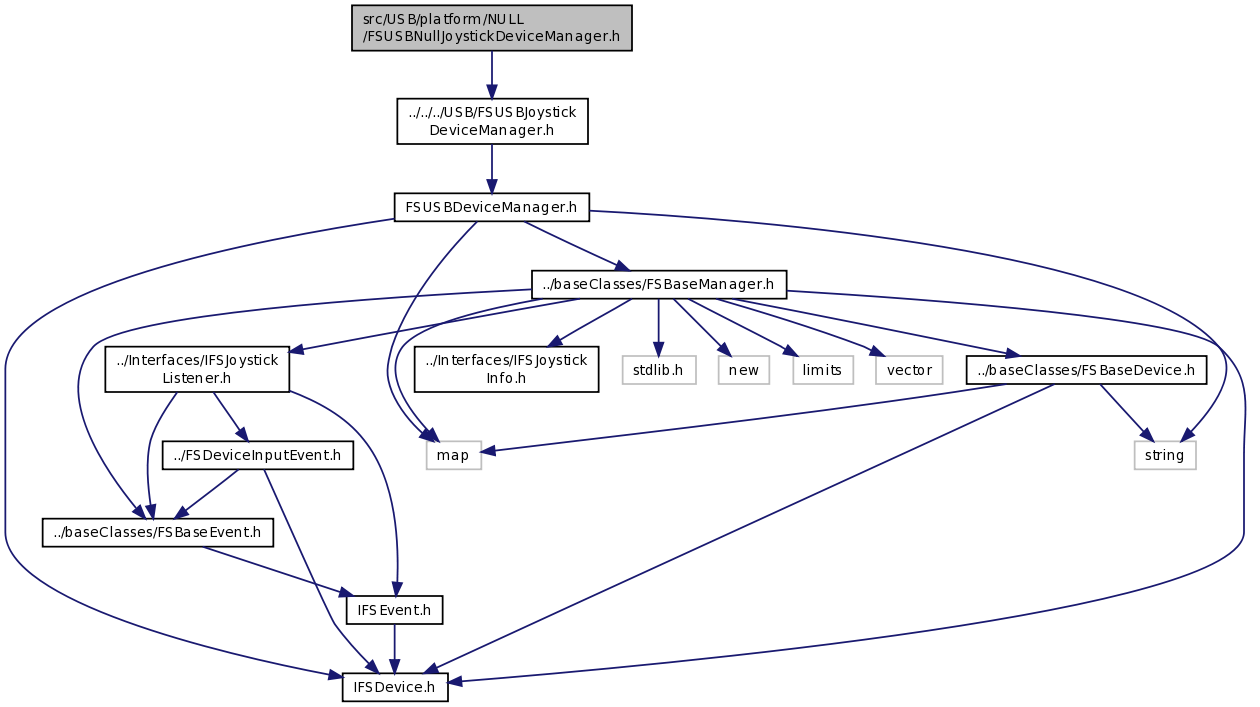 src/USB/platform/NULL
/FSUSBNullJoystickDeviceManager.h
../../../USB/FSUSBJoystick
DeviceManager.h
FSUSBDeviceManager.h
../baseClasses/FSBaseManager.h
../Interfaces/IFSJoystick
Listener.h
../Interfaces/IFSJoystick
Info.h
stdlib.h
new
limits
vector
../baseClasses/FSBaseDevice.h
../FSDeviceInputEvent.h
map
string
../baseClasses/FSBaseEvent.h
IFSEvent.h
IFSDevice.h